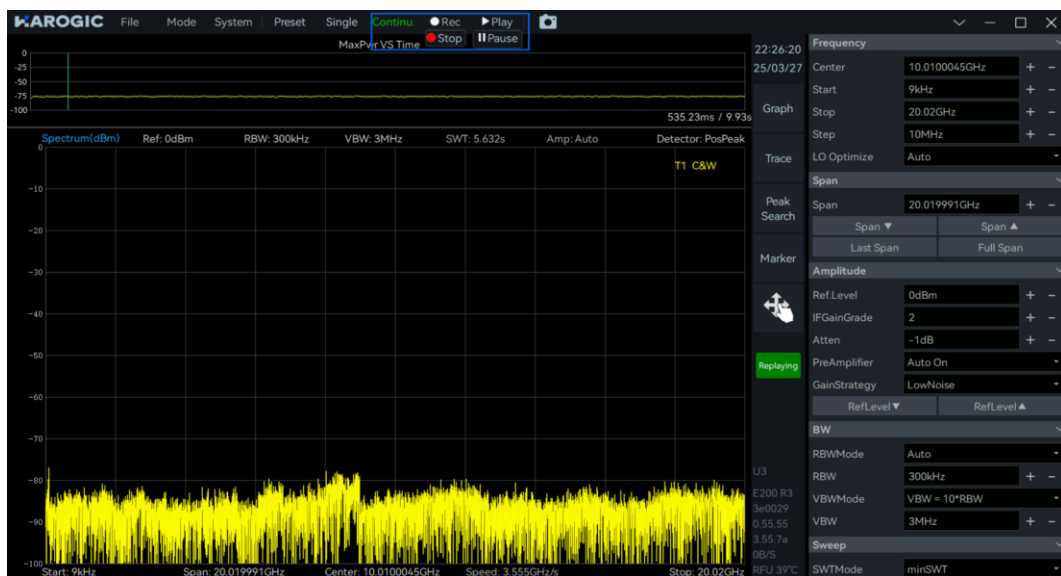 HAROGIC File Mode System Preset Single Continu. Rec Play
Stop Pause
MaxPwr VS Time
0
-25
-50
-75
-100
535.23ms / 9.93s
Spectrum(dBm) Ref: 0dBm RBW: 300kHz VBW: 3MHz SWT: 5.632s Amp: Auto Detector: PosPeak
T1 C&W
0
-10
-20
-30
-40
-50
-60
-70
-80
-90
-100
Start: 9kHz Span: 20.019991GHz Center: 10.0100045GHz Speed: 3.555GHz/s Stop: 20.02GHz
22:26:20
25/03/27
Graph
Trace
Peak
Search
Marker
Replaying
U3
E200 R3
3e0029
0.55.55
3.55.7a
0B/S
RFU 39°C
Frequency
Center 10.0100045GHz + -
Start 9kHz + -
Stop 20.02GHz + -
Step 10MHz + -
LO Optimize Auto
Span
Span 20.019991GHz + -
Span ▼ Span ▲
Last Span Full Span
Amplitude
Ref.Level 0dBm + -
IFGainGrade 2 + -
Atten -1dB + -
PreAmplifier Auto On
GainStrategy LowNoise
RefLevel▼ RefLevel▲
BW
RBWMode Auto
RBW 300kHz + -
VBWMode VBW = 10*RBW
VBW 3MHz + -
Sweep
SWTMode minSWT